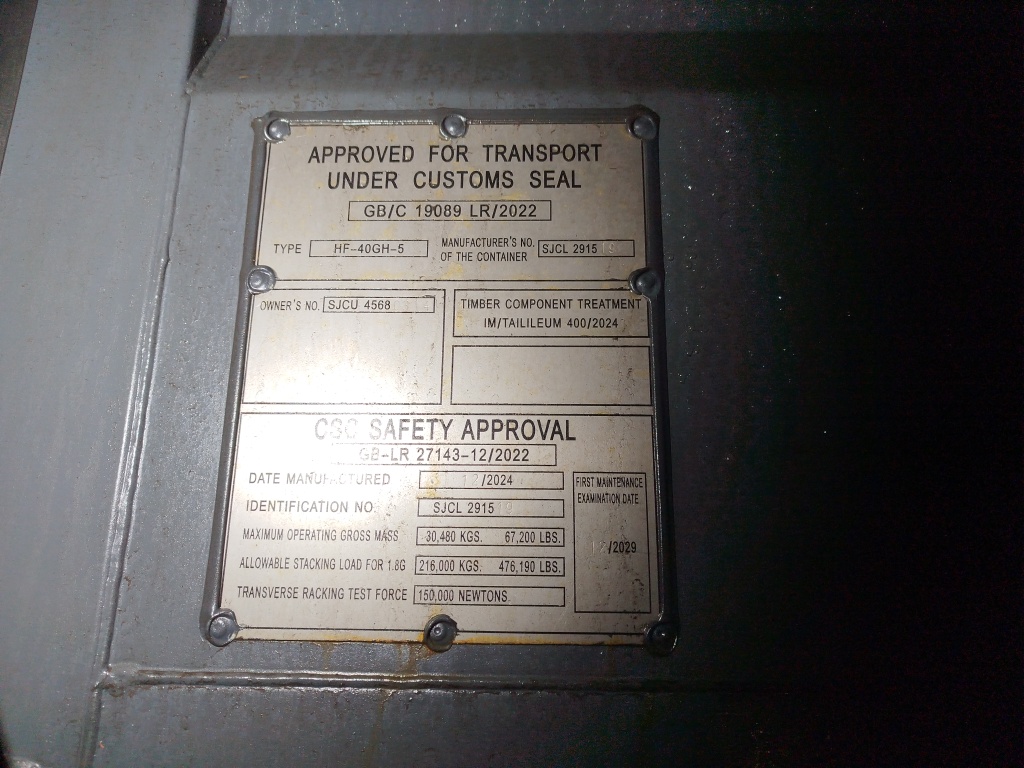 APPROVED FOR TRANSPORT
UNDER CUSTOMS SEAL
GB/C 19089 LR/2022
TYPE HF-40GH-5
MANUFACTURER'S NO.
OF THE CONTAINER
SJCL 2915
OWNER'S NO. SJCU 4568
TIMBER COMPONENT TREATMENT
IM/TAILILEUM 400/2024
CSC SAFETY APPROVAL
GB-LR 27143-12/2022
DATE MANUFACTURED 12/2024
IDENTIFICATION NO. SJCL 2915
MAXIMUM OPERATING GROSS MASS 30,480 KGS. 67,200 LBS.
ALLOWABLE STACKING LOAD FOR 1.8G 216,000 KGS. 476,190 LBS.
TRANSVERSE RACKING TEST FORCE 150,000 NEWTONS
FIRST MAINTENANCE
EXAMINATION DATE
12/2029